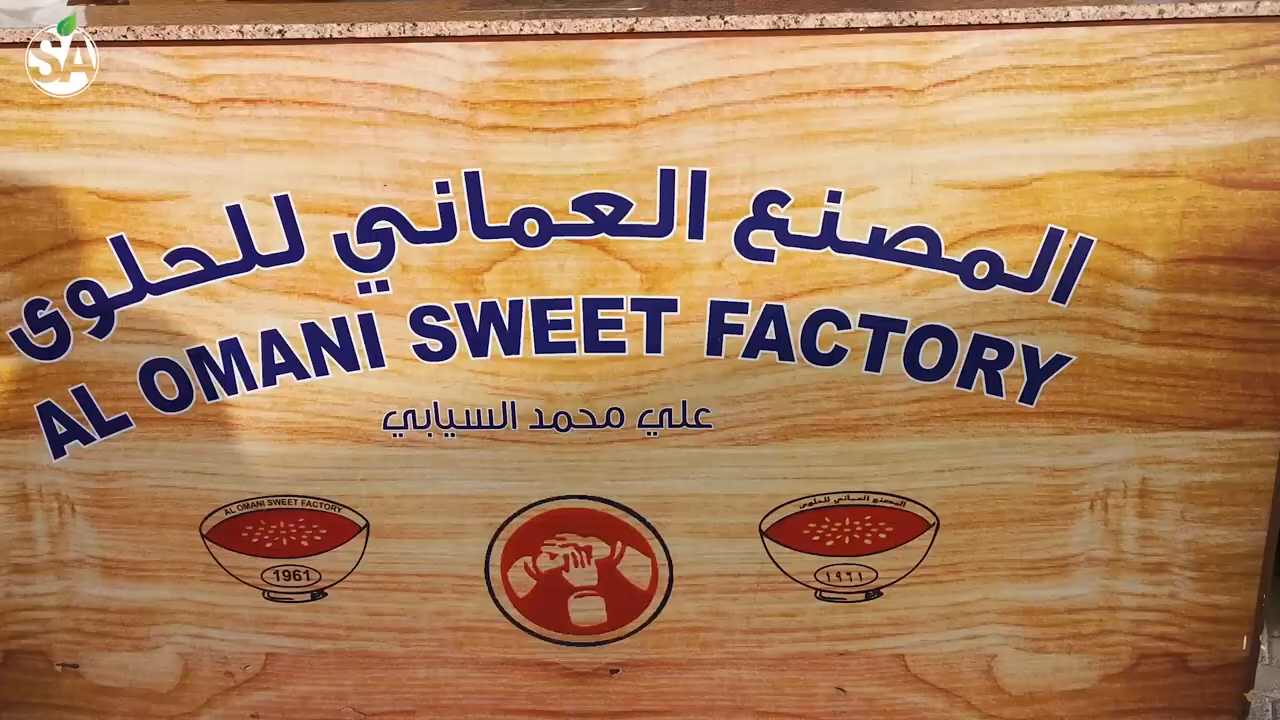 SA
المصنع العماني للحلوى
AL OMANI SWEET FACTORY
علي محمد السيابي
AL OMANI SWEET FACTORY
1961
المصنع العماني للحلوى
١٩٦١